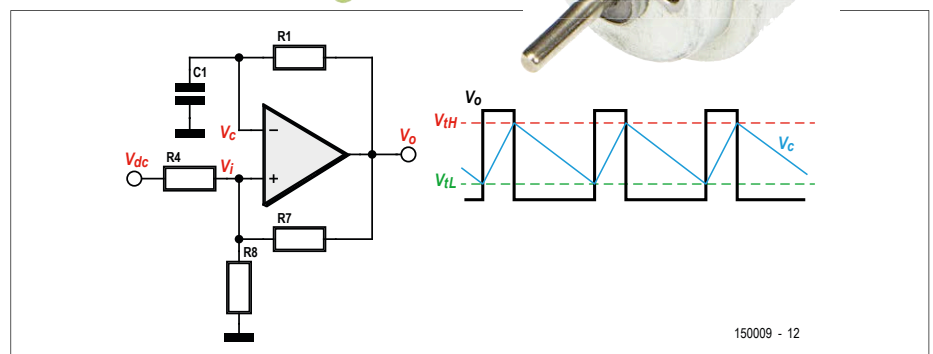 R1
C1
Vc
Vo
Vdc
R4
Vi
−
+
R7
R8
Vo
VtH
Vc
VtL
150009 - 12